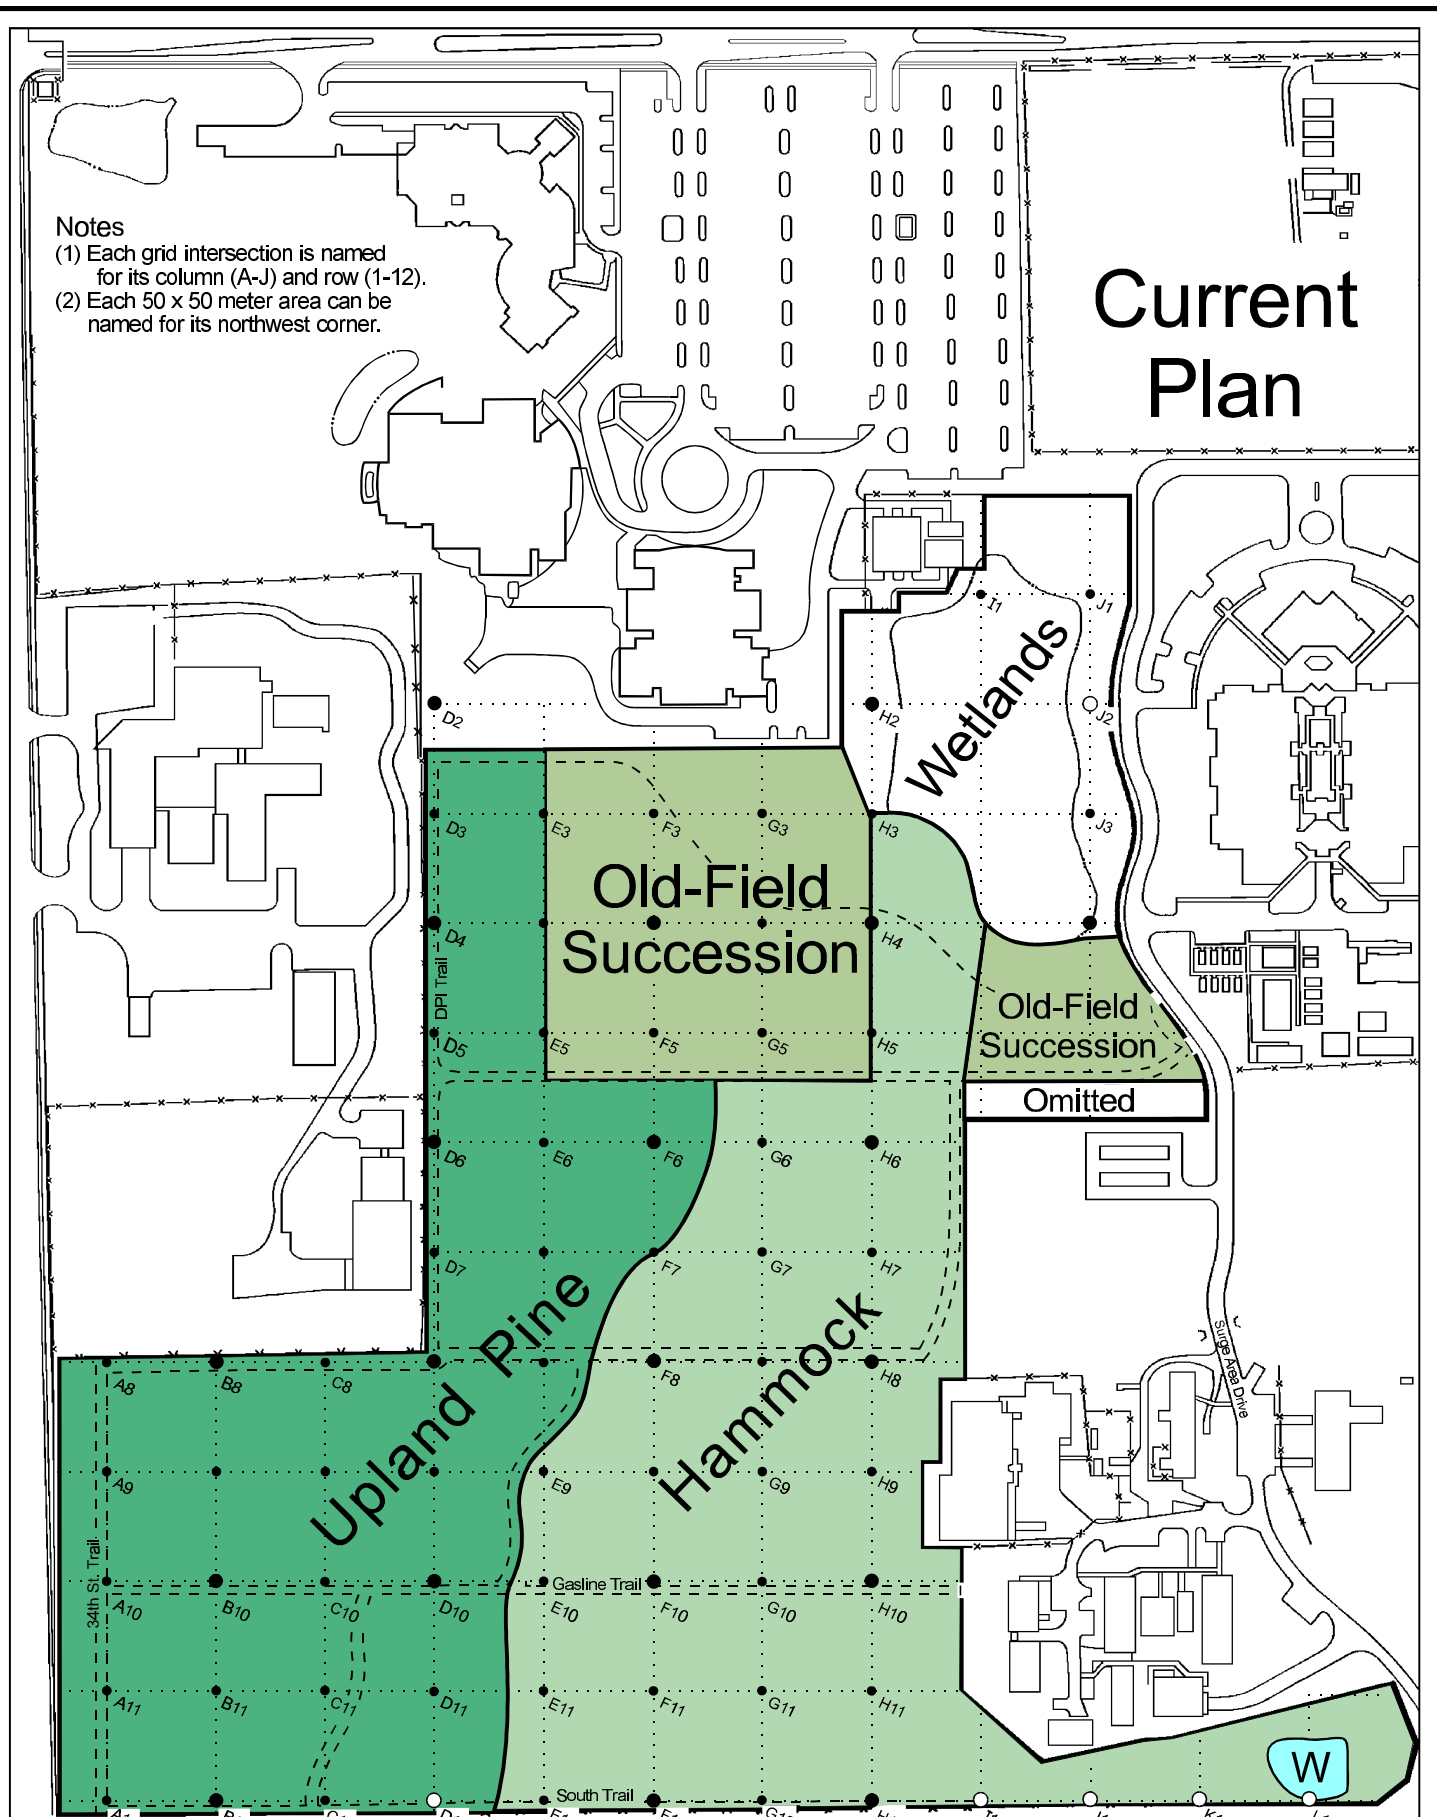 Notes
(1) Each grid intersection is named
for its column (A-J) and row (1-12).
(2) Each 50 x 50 meter area can be
named for its northwest corner.
Current
Plan
I1
J1
Wetlands
D2
H2
J2
D3
E3
F3
G3
H3
J3
Old-Field
Succession
D4
H4
DPI Trail
Old-Field
Succession
D5
E5
F5
G5
H5
Omitted
D6
E6
F6
G6
H6
D7
F7
G7
H7
Upland Pine
Hammock
Surge Area Drive
A8
B8
C8
F8
H8
A9
E9
G9
H9
34th St. Trail
Gasline Trail
A10
B10
C10
D10
E10
F10
G10
H10
A11
B11
C11
D11
E11
F11
G11
H11
W
South Trail